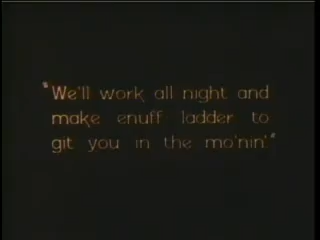 "We'll work all night and
make enuff ladder to
git you in the mo'nin'."